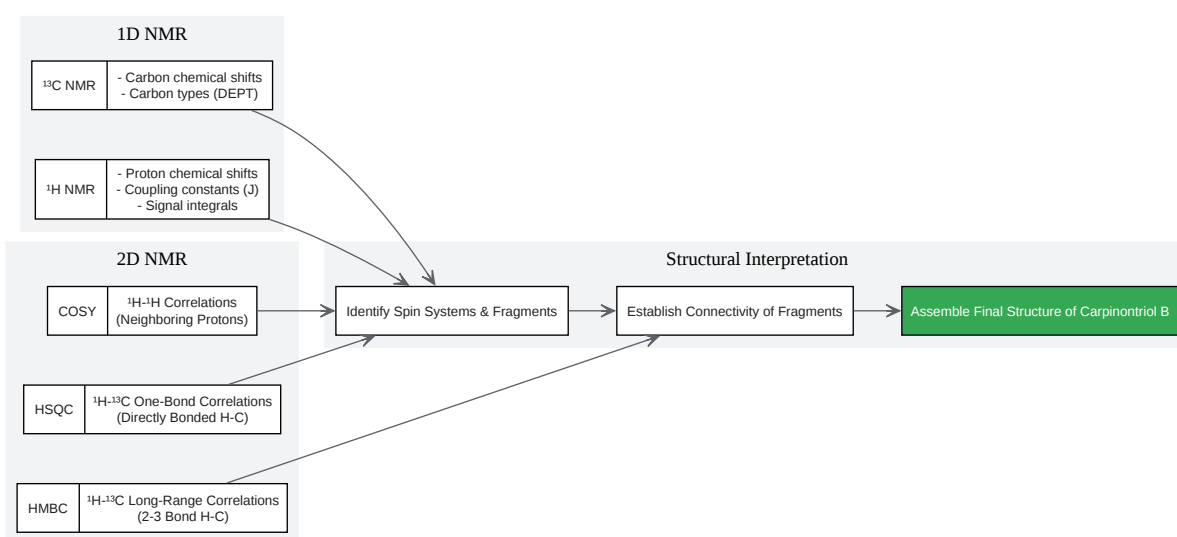 1D NMR
¹³C NMR
- Carbon chemical shifts
- Carbon types (DEPT)
¹H NMR
- Proton chemical shifts
- Coupling constants (J)
- Signal integrals
2D NMR
COSY
¹H-¹H Correlations
(Neighboring Protons)
HSQC
¹H-¹³C One-Bond Correlations
(Directly Bonded H-C)
HMBC
¹H-¹³C Long-Range Correlations
(2-3 Bond H-C)
Structural Interpretation
Identify Spin Systems & Fragments
Establish Connectivity of Fragments
Assemble Final Structure of Carpinontriol B